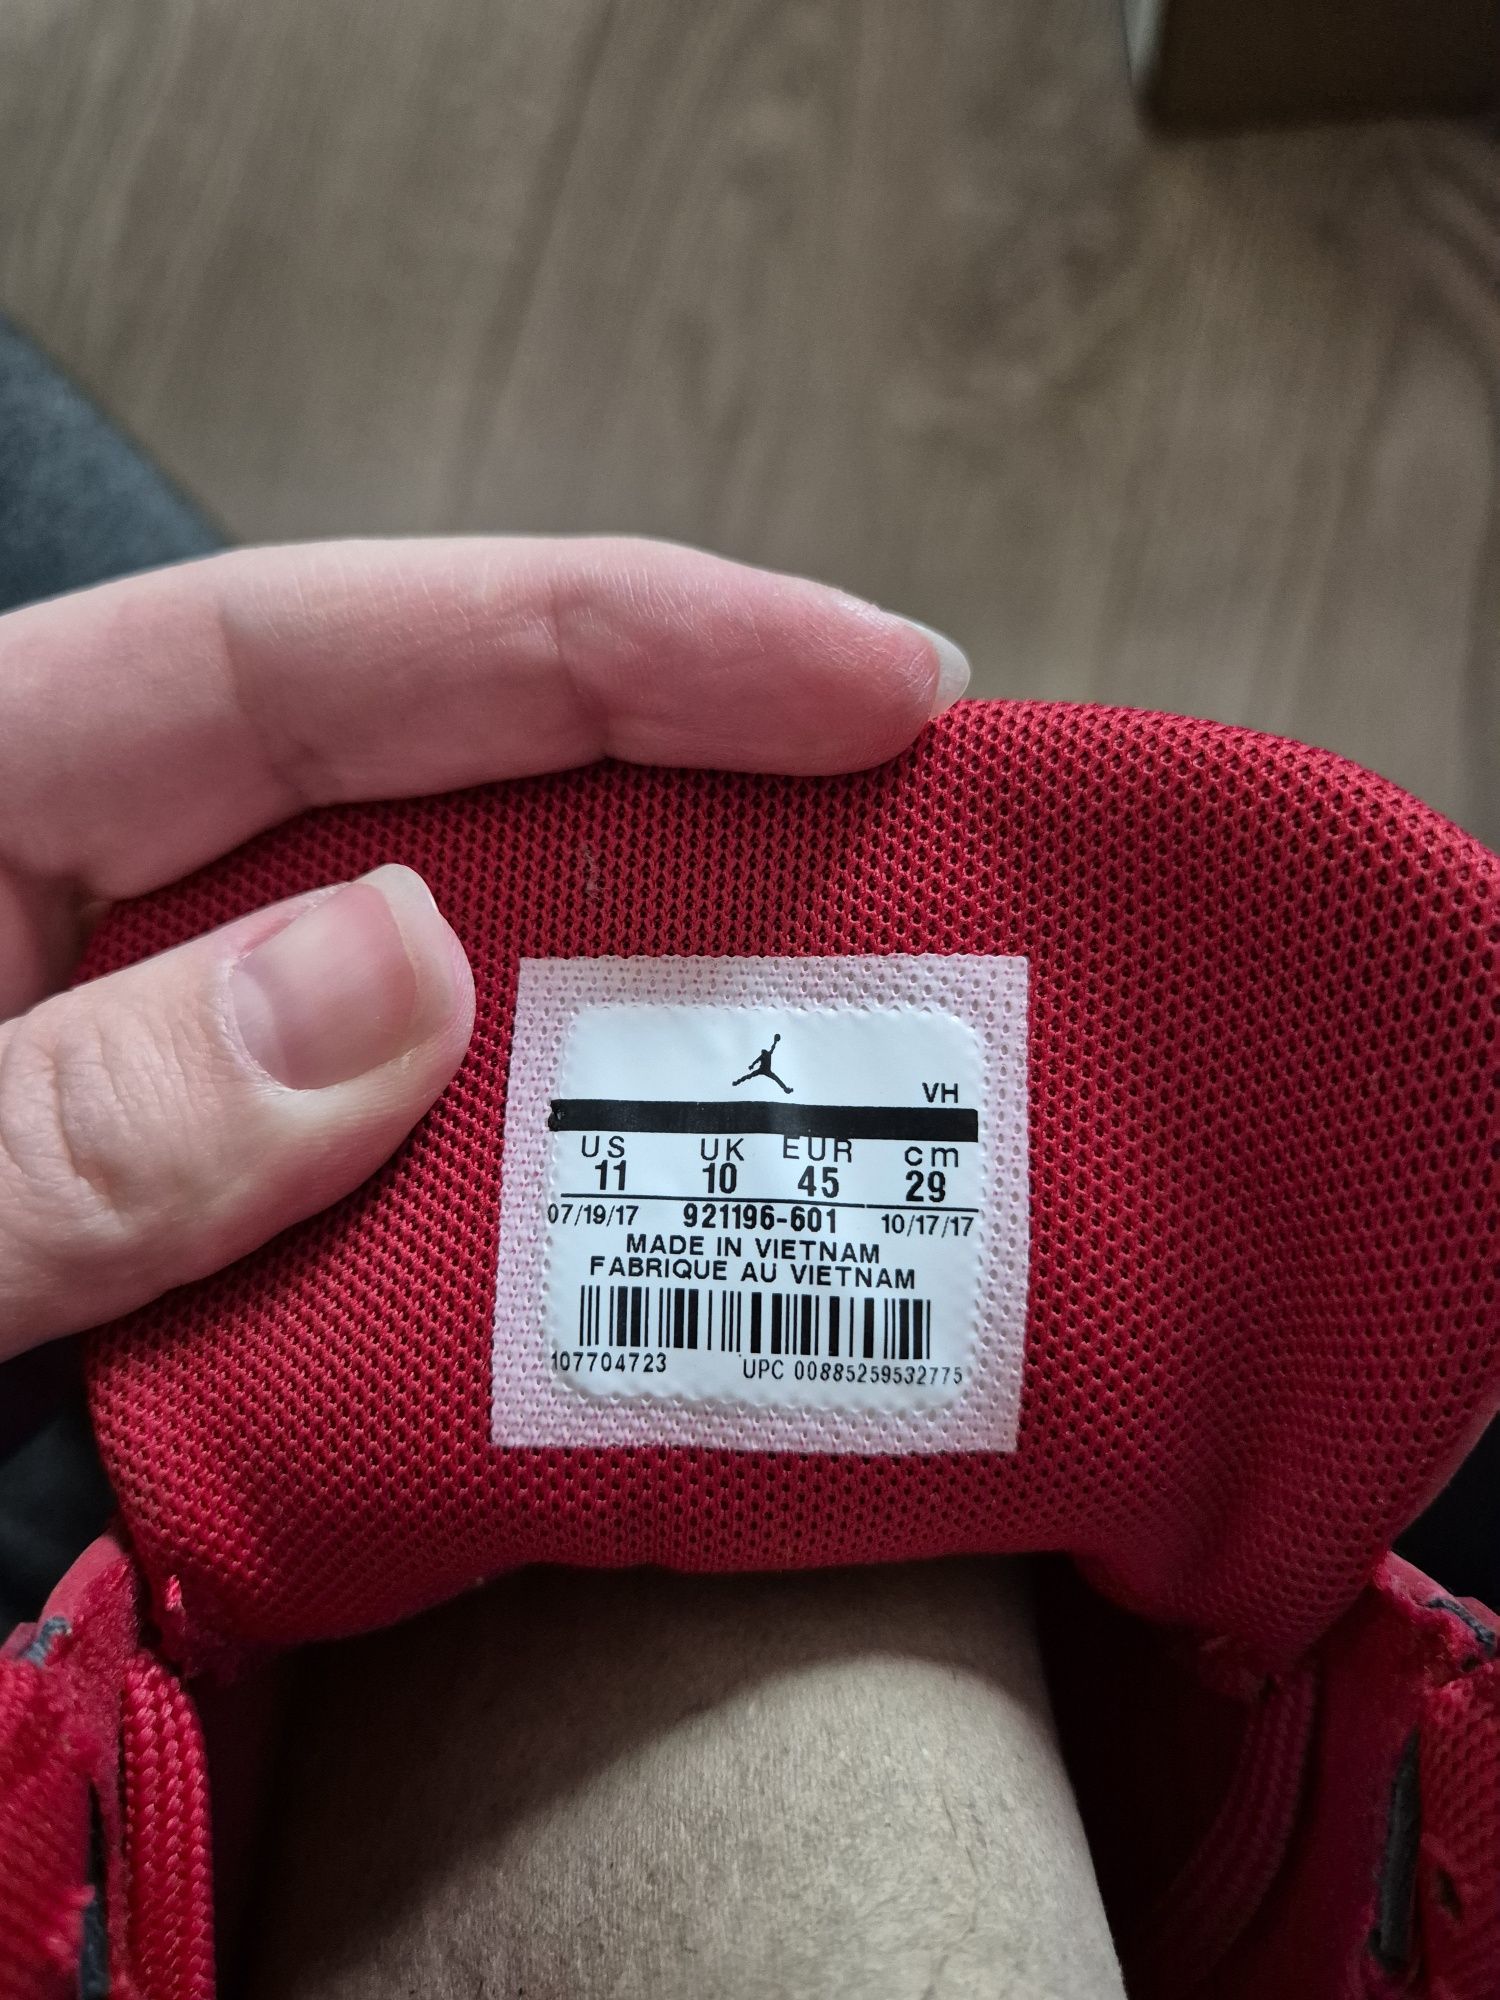 VH
US UK EUR cm
11 10 45 29
07/19/17 921196-601 10/17/17
MADE IN VIETNAM
FABRIQUE AU VIETNAM
107704723 UPC 00885259532775